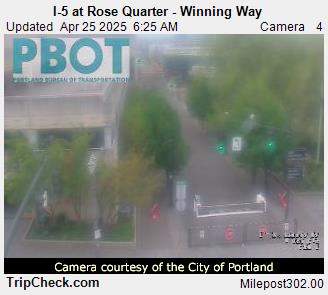 I-5 at Rose Quarter - Winning Way
Updated Apr 25 2025 6:25 AM Camera 4
PBOT
PORTLAND BUREAU OF TRANSPORTATION
Camera courtesy of the City of Portland
TripCheck.com Milepost302.00